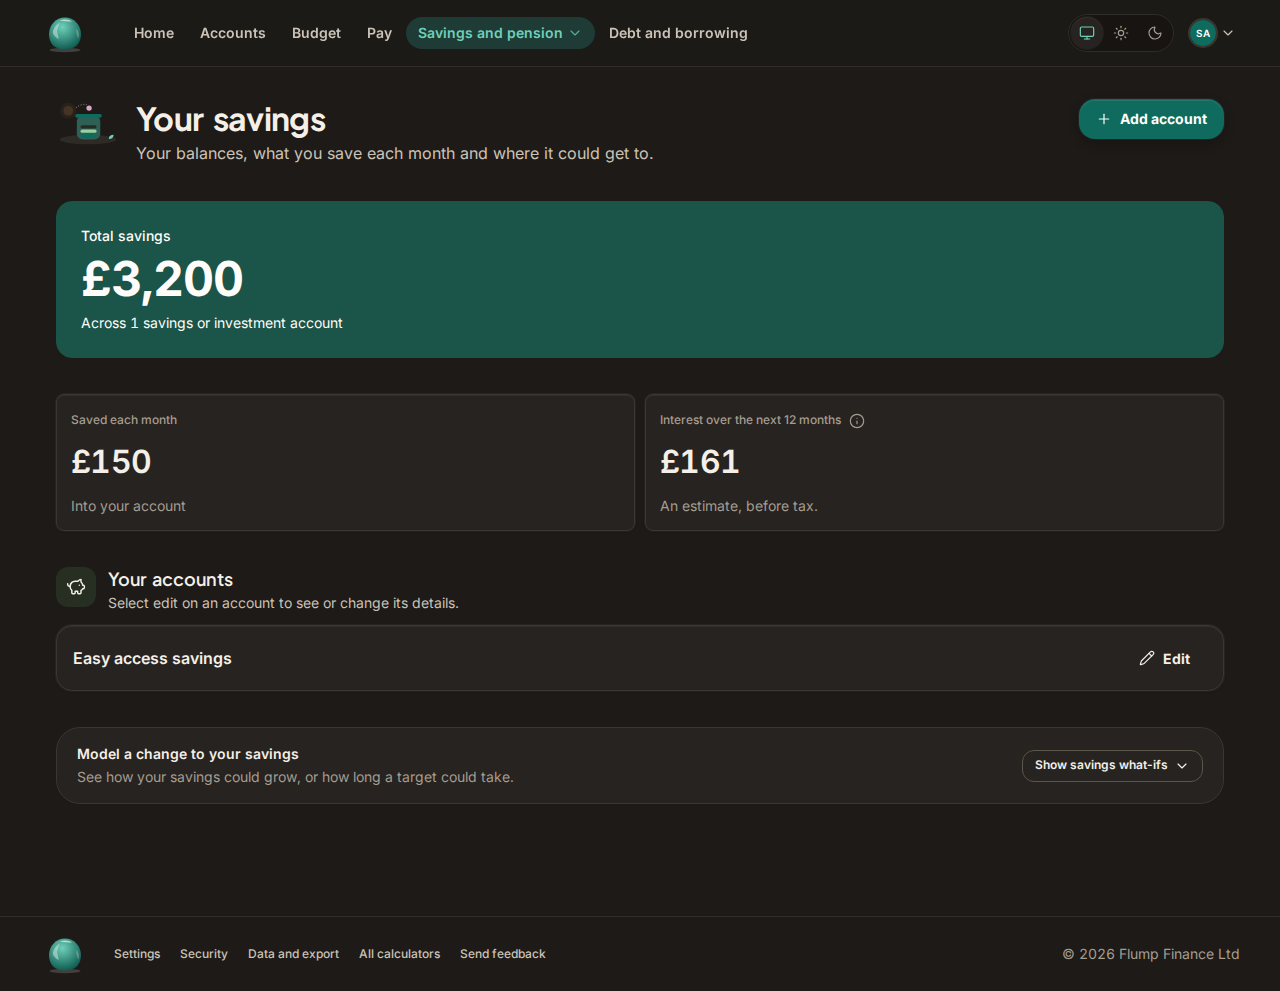 Home Accounts Budget Pay Savings and pension Debt and borrowing SA
Your savings
Your balances, what you save each month and where it could get to.
Add account
Total savings
£3,200
Across 1 savings or investment account
Saved each month
£150
Into your account
Interest over the next 12 months
£161
An estimate, before tax.
Your accounts
Select edit on an account to see or change its details.
Easy access savings Edit
Model a change to your savings
See how your savings could grow, or how long a target could take.
Show savings what-ifs
Settings Security Data and export All calculators Send feedback © 2026 Flump Finance Ltd